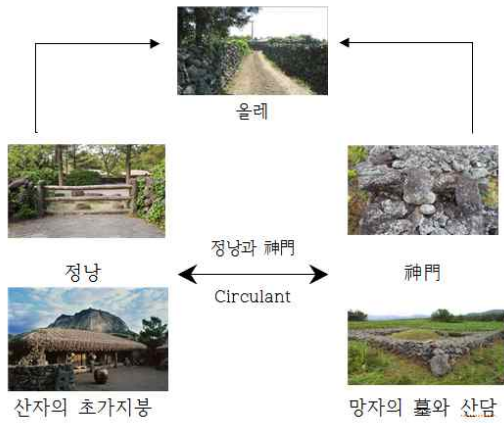 올레
정낭
정낭과 神門
神門
Circulant
산자의 초가지붕
망자의 墓와 산담